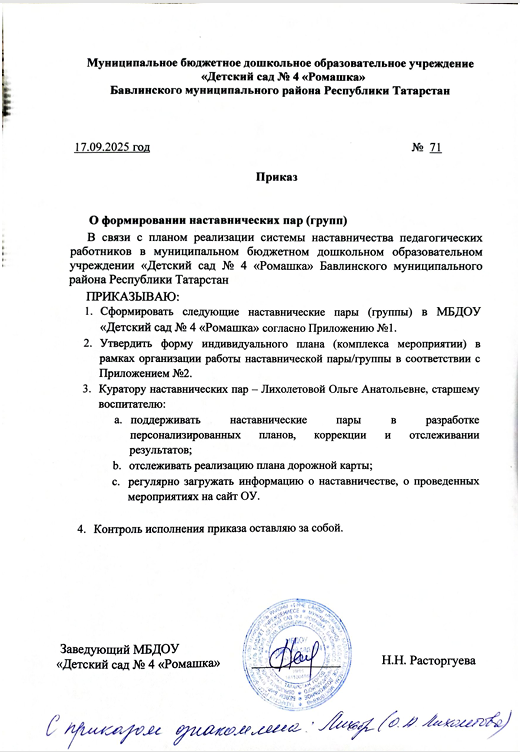 Муниципальное бюджетное дошкольное образовательное учреждение
«Детский сад № 4 «Ромашка»
Бавлинского муниципального района Республики Татарстан
17.09.2025 год № 71
Приказ
О формировании наставнических пар (групп)
В связи с планом реализации системы наставничества педагогических
работников в муниципальном бюджетном дошкольном образовательном
учреждении «Детский сад № 4 «Ромашка» Бавлинского муниципального
района Республики Татарстан
ПРИКАЗЫВАЮ:
1. Сформировать следующие наставнические пары (группы) в МБДОУ
«Детский сад № 4 «Ромашка» согласно Приложению №1.
2. Утвердить форму индивидуального плана (комплекса мероприятии) в
рамках организации работы наставнической пары/группы в соответствии с
Приложением №2.
3. Куратору наставнических пар – Лихолетовой Ольге Анатольевне, старшему
воспитателю:
a. поддерживать наставнические пары в разработке
персонализированных планов, коррекции и отслеживании
результатов;
b. отслеживать реализацию плана дорожной карты;
c. регулярно загружать информацию о наставничестве, о проведенных
мероприятиях на сайт ОУ.
4. Контроль исполнения приказа оставляю за собой.
Заведующий МБДОУ
«Детский сад № 4 «Ромашка» Н.Н. Расторгуева
С приказом ознакомлена: (О.А Лихолетова)